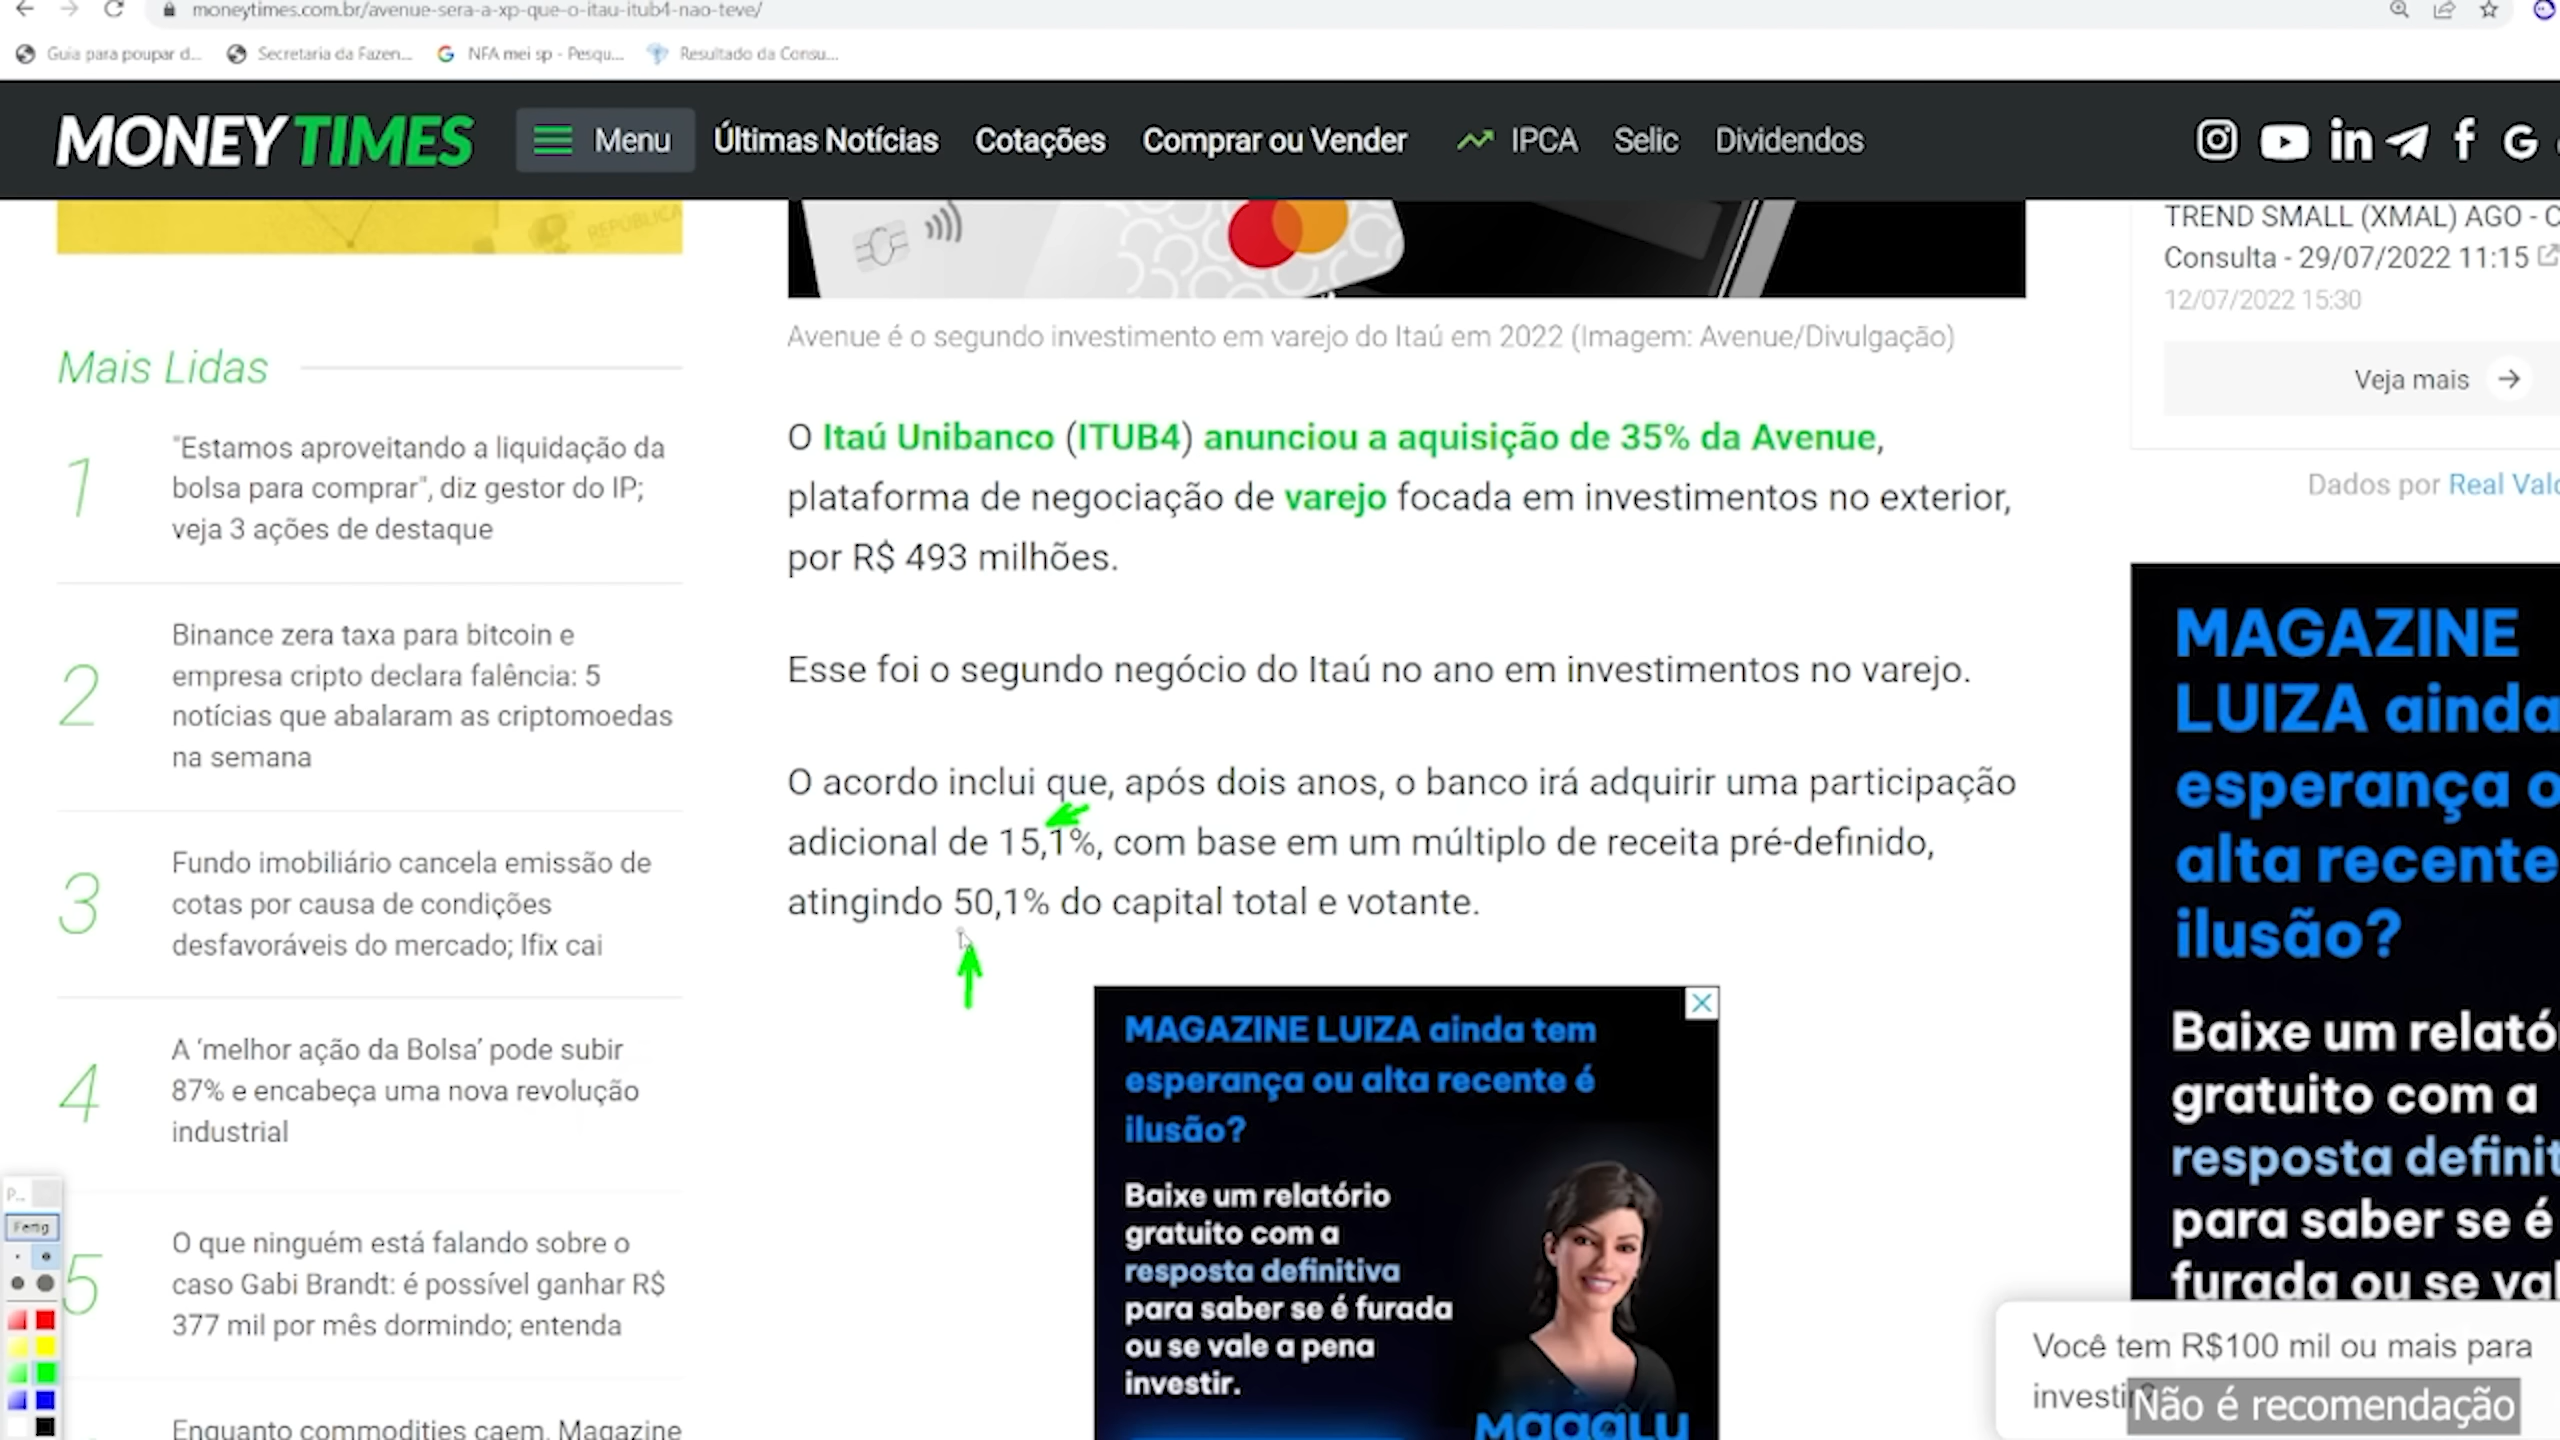 moneytimes.com.br/avenue-sera-a-xp-que-o-itau-itub4-nao-teve/
Guia para poupar d...
Secretaria da Fazen...
NFA mei sp - Pesqu...
Resultado da Consu...
MONEY TIMES
Menu
Últimas Notícias
Cotações
Comprar ou Vender
IPCA
Selic
Dividendos
REPÚBLICA
Mais Lidas
1
"Estamos aproveitando a liquidação da
bolsa para comprar", diz gestor do IP;
veja 3 ações de destaque
2
Binance zera taxa para bitcoin e
empresa cripto declara falência: 5
notícias que abalaram as criptomoedas
na semana
3
Fundo imobiliário cancela emissão de
cotas por causa de condições
desfavoráveis do mercado; Ifix cai
4
A ‘melhor ação da Bolsa’ pode subir
87% e encabeça uma nova revolução
industrial
5
O que ninguém está falando sobre o
caso Gabi Brandt: é possível ganhar R$
377 mil por mês dormindo; entenda
Enquanto commodities caem, Magazine
P...
Fertig
Avenue é o segundo investimento em varejo do Itaú em 2022 (Imagem: Avenue/Divulgação)
O Itaú Unibanco (ITUB4) anunciou a aquisição de 35% da Avenue,
plataforma de negociação de varejo focada em investimentos no exterior,
por R$ 493 milhões.
Esse foi o segundo negócio do Itaú no ano em investimentos no varejo.
O acordo inclui que, após dois anos, o banco irá adquirir uma participação
adicional de 15,1%, com base em um múltiplo de receita pré-definido,
atingindo 50,1% do capital total e votante.
MAGAZINE LUIZA ainda tem
esperança ou alta recente é
ilusão?
Baixe um relatório
gratuito com a
resposta definitiva
para saber se é furada
ou se vale a pena
investir.
MAGALU
TREND SMALL (XMAL) AGO - C
Consulta - 29/07/2022 11:15
12/07/2022 15:30
Veja mais
Dados por Real Val
MAGAZINE
LUIZA ainda
esperança o
alta recente
ilusão?
Baixe um relató
gratuito com a
resposta definit
para saber se é
furada ou se val
Você tem R$100 mil ou mais para
investir
Não é recomendação